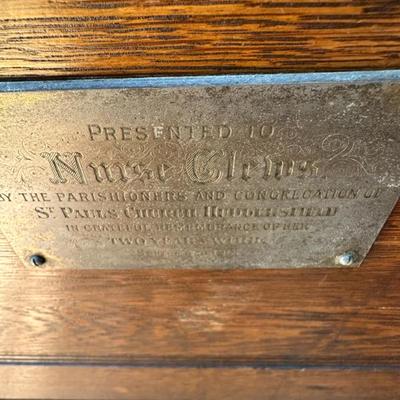 PRESENTED TO
Nurse Clews.
BY THE PARISHIONERS AND CONGREGATION OF
ST. PAUL'S CHURCH HUDDERSFIELD
IN GRATEFUL REMEMBRANCE OF HER
TWO YEARS WORK.